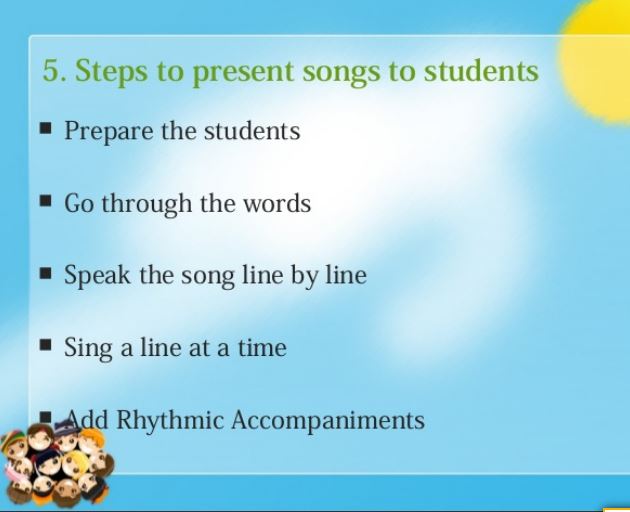 5. Steps to present songs to students
Prepare the students
Go through the words
Speak the song line by line
Sing a line at a time
Add Rhythmic Accompaniments